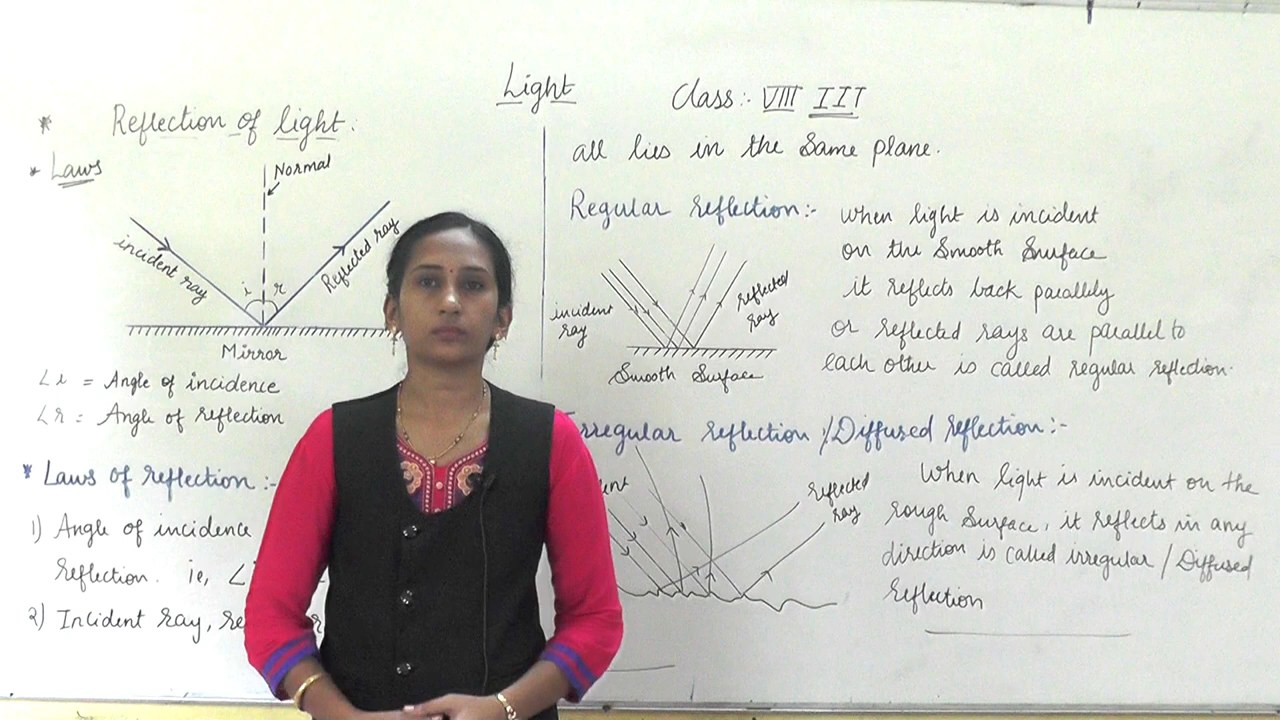 Light
Class:- VIII III
* Reflection of light:
* Laws
Normal
incident ray
Reflected ray
i r
Mirror
∠i = Angle of incidence
∠r = Angle of reflection
* Laws of reflection:-
1) Angle of incidence
reflection. ie, ∠
2) Incident ray,
all lies in the same plane.
Regular reflection:- When light is incident
on the smooth surface
it reflects back parallely
or reflected rays are parallel to
each other is called regular reflection.
incident
ray
reflected
ray
Smooth Surface
Irregular reflection:/Diffused reflection:-
reflected
ray
When light is incident on the
rough surface, it reflects in any
direction is called irregular / Diffused
reflection